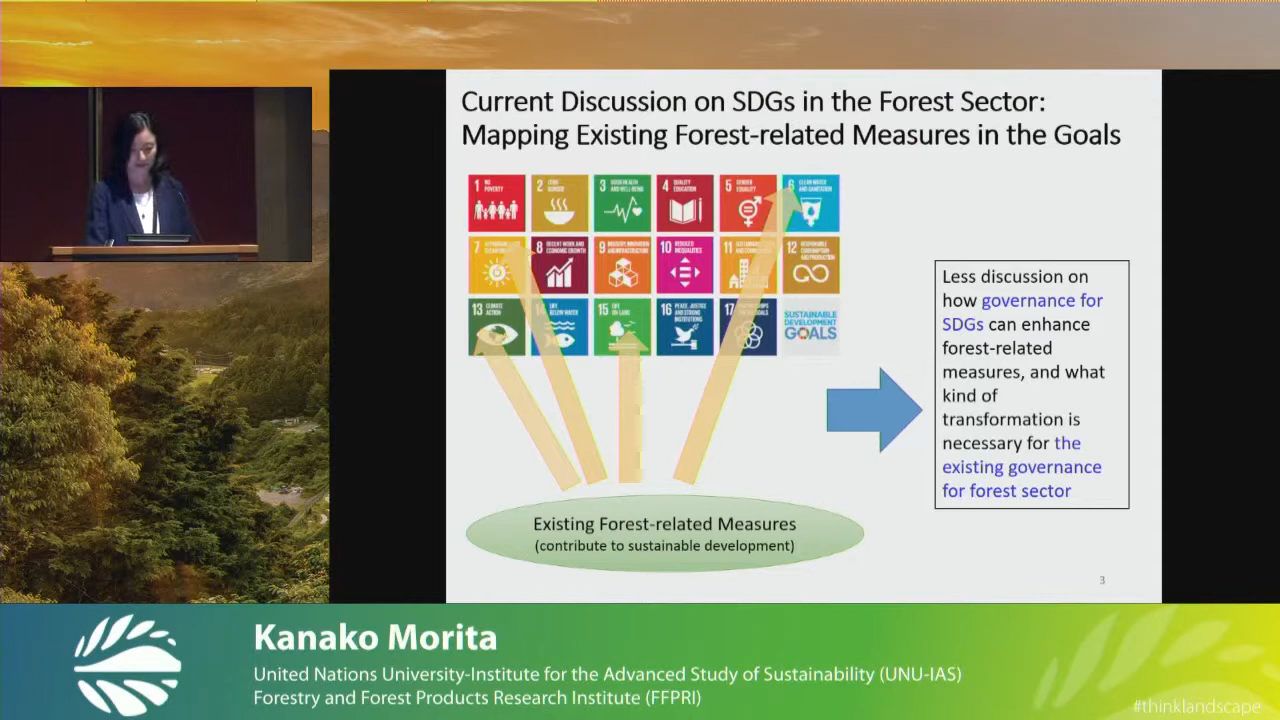 Current Discussion on SDGs in the Forest Sector:
Mapping Existing Forest-related Measures in the Goals
1 NO
POVERTY
2 ZERO
HUNGER
3 GOOD HEALTH
AND WELL-BEING
4 QUALITY
EDUCATION
5 GENDER
EQUALITY
6 CLEAN WATER
AND SANITATION
7
8 DECENT WORK AND
ECONOMIC GROWTH
9 INDUSTRY, INNOVATION
AND INFRASTRUCTURE
10 REDUCED
INEQUALITIES
11
12 RESPONSIBLE
CONSUMPTION
AND PRODUCTION
13 CLIMATE
ACTION
14 LIFE
BELOW WATER
15 LIFE
ON LAND
16 PEACE, JUSTICE
AND STRONG
INSTITUTIONS
17
SUSTAINABLE
DEVELOPMENT
GOALS
Less discussion on
how governance for
SDGs can enhance
forest-related
measures, and what
kind of
transformation is
necessary for the
existing governance
for forest sector
Existing Forest-related Measures
(contribute to sustainable development)
3
Kanako Morita
United Nations University-Institute for the Advanced Study of Sustainability (UNU-IAS)
Forestry and Forest Products Research Institute (FFPRI)
#thinklandscape